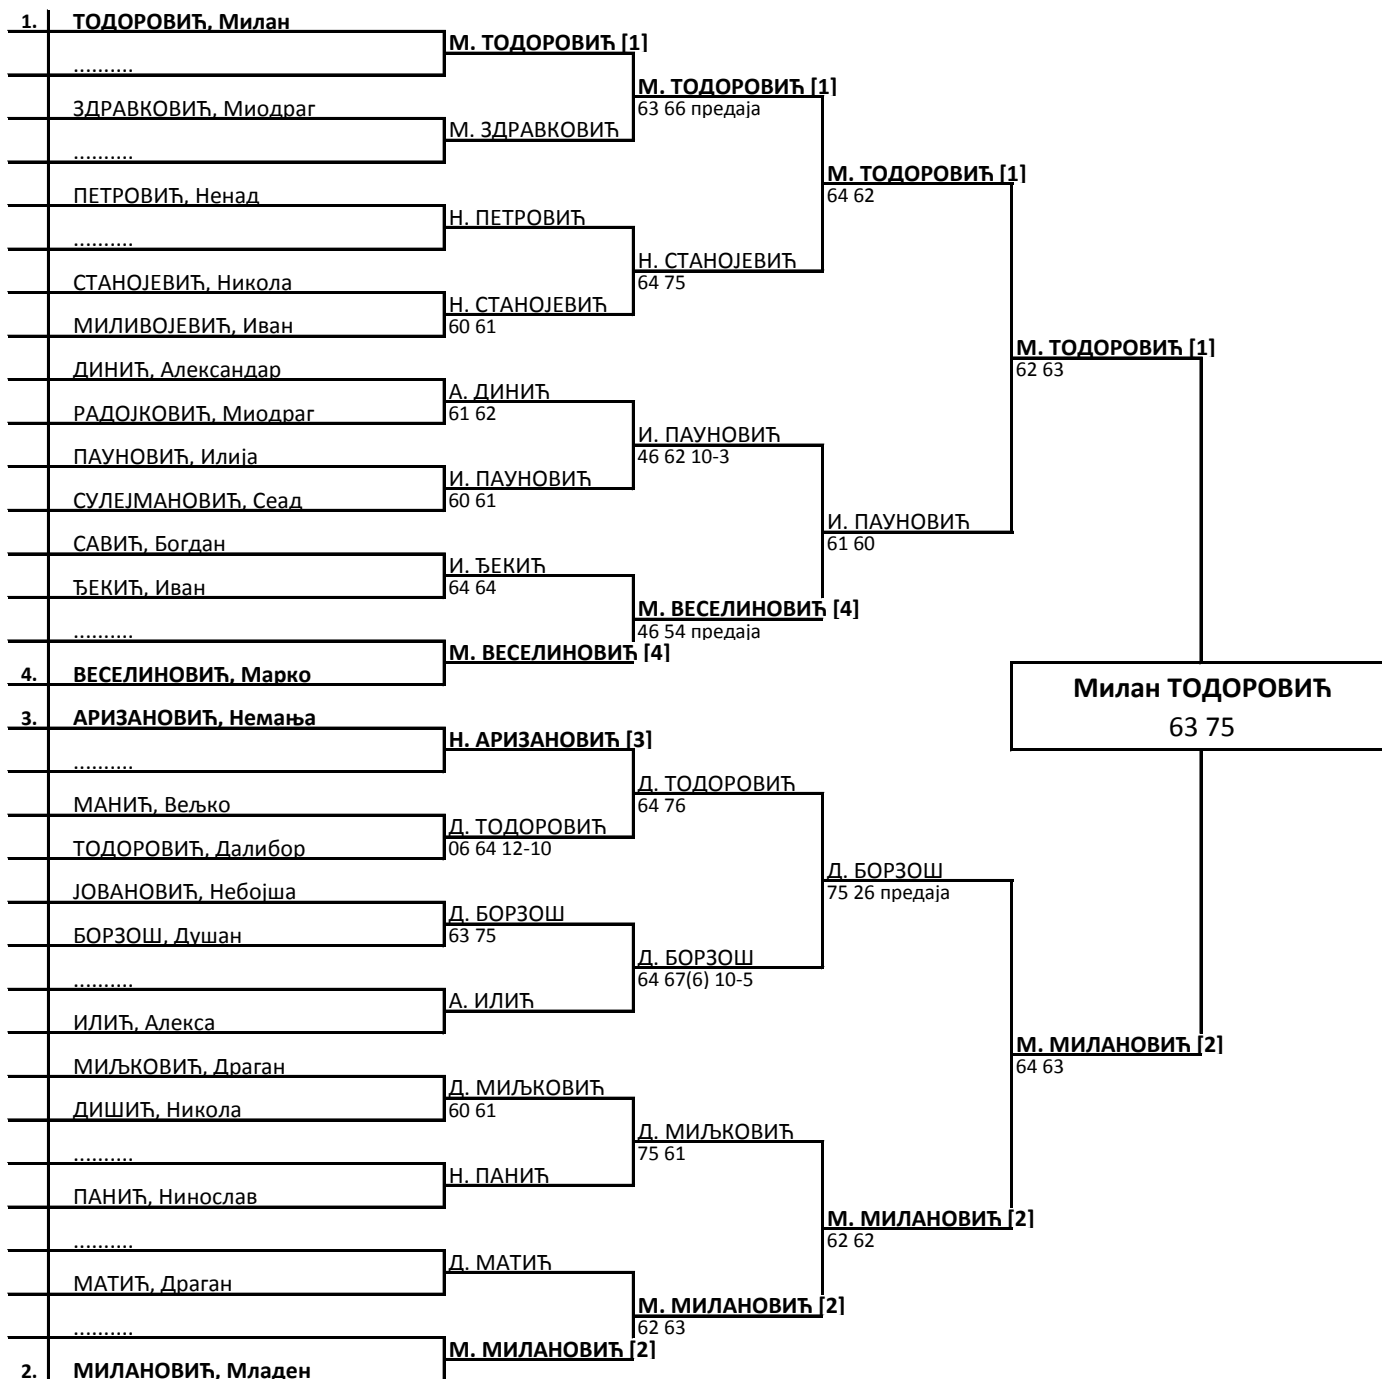 1. ТОДОРОВИЋ, Милан
М. ТОДОРОВИЋ [1]
..........
М. ТОДОРОВИЋ [1]
63 66 предаја
ЗДРАВКОВИЋ, Миодраг
М. ЗДРАВКОВИЋ
..........
М. ТОДОРОВИЋ [1]
64 62
ПЕТРОВИЋ, Ненад
Н. ПЕТРОВИЋ
..........
Н. СТАНОЈЕВИЋ
64 75
СТАНОЈЕВИЋ, Никола
Н. СТАНОЈЕВИЋ
60 61
МИЛИВОЈЕВИЋ, Иван
М. ТОДОРОВИЋ [1]
62 63
ДИНИЋ, Александар
А. ДИНИЋ
61 62
РАДОЈКОВИЋ, Миодраг
И. ПАУНОВИЋ
46 62 10-3
ПАУНОВИЋ, Илија
И. ПАУНОВИЋ
60 61
СУЛЕЈМАНОВИЋ, Сеад
И. ПАУНОВИЋ
61 60
САВИЋ, Богдан
И. ЂЕКИЋ
64 64
ЂЕКИЋ, Иван
М. ВЕСЕЛИНОВИЋ [4]
46 54 предаја
..........
М. ВЕСЕЛИНОВИЋ [4]
4. ВЕСЕЛИНОВИЋ, Марко
Милан ТОДОРОВИЋ
63 75
3. АРИЗАНОВИЋ, Немања
Н. АРИЗАНОВИЋ [3]
..........
Д. ТОДОРОВИЋ
64 76
МАНИЋ, Вељко
Д. ТОДОРОВИЋ
06 64 12-10
ТОДОРОВИЋ, Далибор
Д. БОРЗОШ
75 26 предаја
ЈОВАНОВИЋ, Небојша
Д. БОРЗОШ
63 75
БОРЗОШ, Душан
Д. БОРЗОШ
64 67(6) 10-5
..........
А. ИЛИЋ
ИЛИЋ, Алекса
М. МИЛАНОВИЋ [2]
64 63
МИЉКОВИЋ, Драган
Д. МИЉКОВИЋ
60 61
ДИШИЋ, Никола
Д. МИЉКОВИЋ
75 61
..........
Н. ПАНИЋ
ПАНИЋ, Нинослав
М. МИЛАНОВИЋ [2]
62 62
..........
Д. МАТИЋ
МАТИЋ, Драган
М. МИЛАНОВИЋ [2]
62 63
..........
М. МИЛАНОВИЋ [2]
2. МИЛАНОВИЋ, Младен